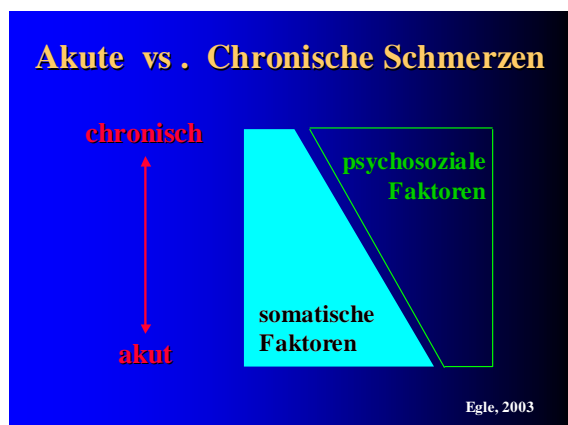 Akute vs . Chronische Schmerzen
chronisch
psychosoziale
Faktoren
somatische
Faktoren
akut
Egle, 2003